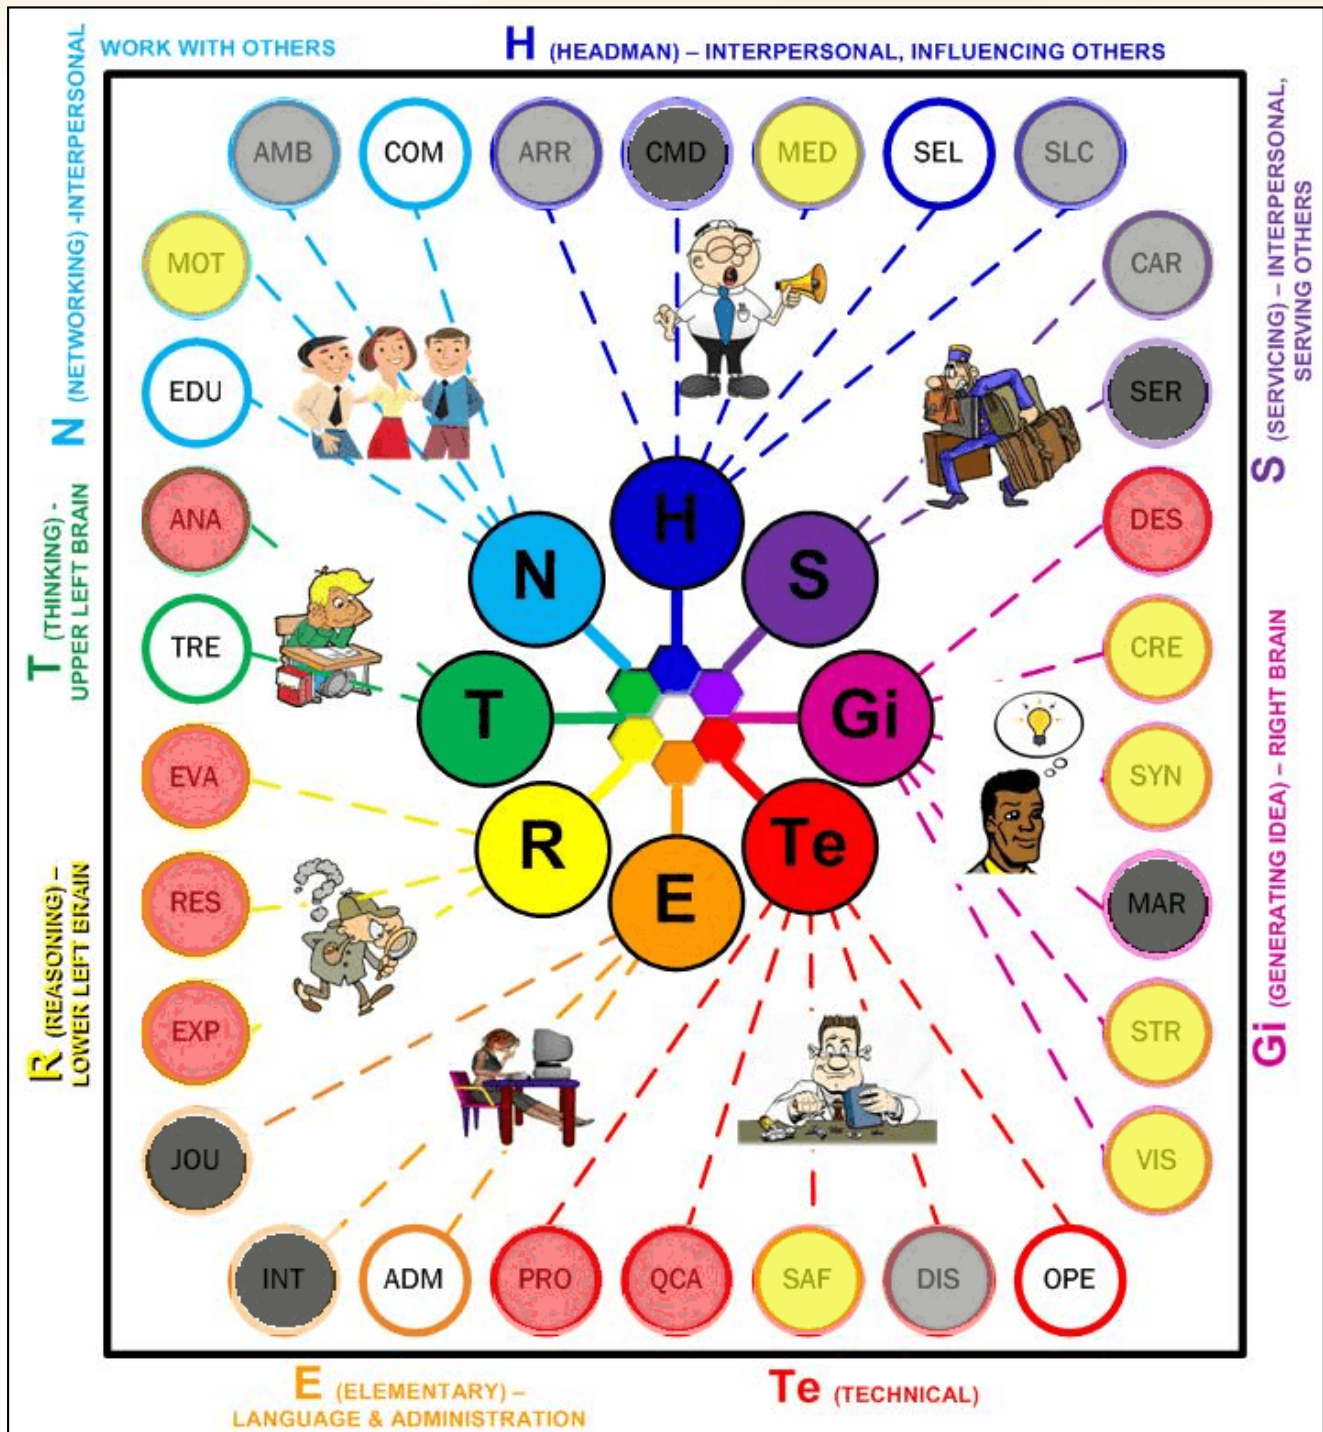 WORK WITH OTHERS
N (NETWORKING) -INTERPERSONAL
H (HEADMAN) – INTERPERSONAL, INFLUENCING OTHERS
S (SERVICING) – INTERPERSONAL,
SERVING OTHERS
AMB
COM
ARR
CMD
MED
SEL
SLC
MOT
CAR
EDU
SER
ANA
DES
TRE
CRE
EVA
SYN
RES
MAR
EXP
STR
JOU
VIS
INT
ADM
PRO
QCA
SAF
DIS
OPE
H
N
S
T
Gi
R
Te
E
T (THINKING) -
UPPER LEFT BRAIN
R (REASONING) –
LOWER LEFT BRAIN
Gi (GENERATING IDEA) – RIGHT BRAIN
E (ELEMENTARY) –
LANGUAGE & ADMINISTRATION
Te (TECHNICAL)